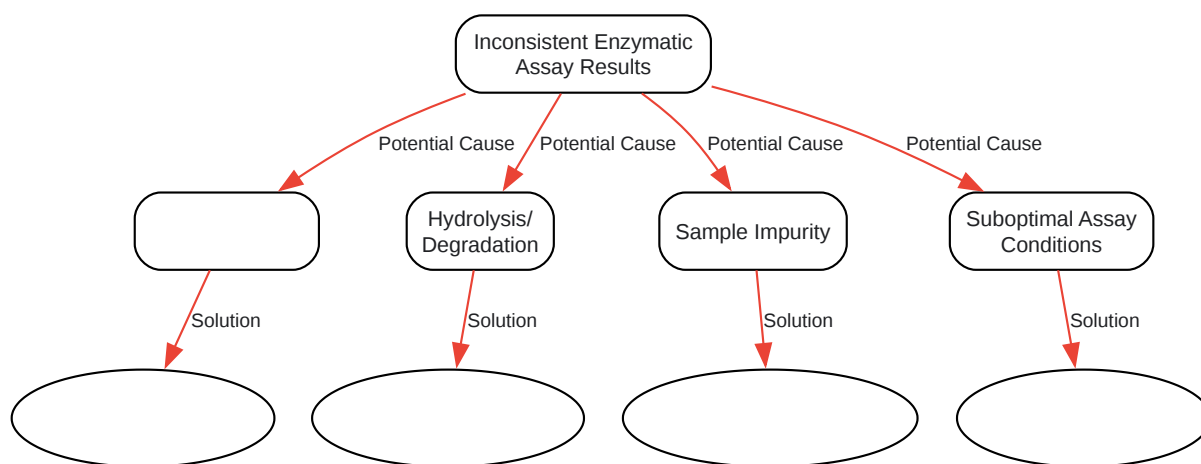 Inconsistent Enzymatic
Assay Results
Potential Cause
Potential Cause
Potential Cause
Potential Cause
Hydrolysis/
Degradation
Sample Impurity
Suboptimal Assay
Conditions
Solution
Solution
Solution
Solution